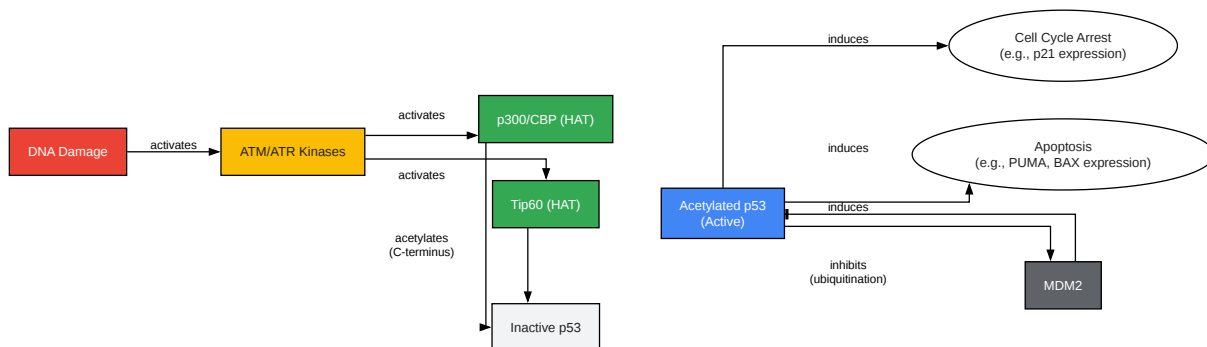 DNA Damage
activates
ATM/ATR Kinases
activates
activates
p300/CBP (HAT)
Tip60 (HAT)
acetylates
(C-terminus)
Inactive p53
induces
Cell Cycle Arrest
(e.g., p21 expression)
induces
Apoptosis
(e.g., PUMA, BAX expression)
Acetylated p53
(Active)
induces
inhibits
(ubiquitination)
MDM2